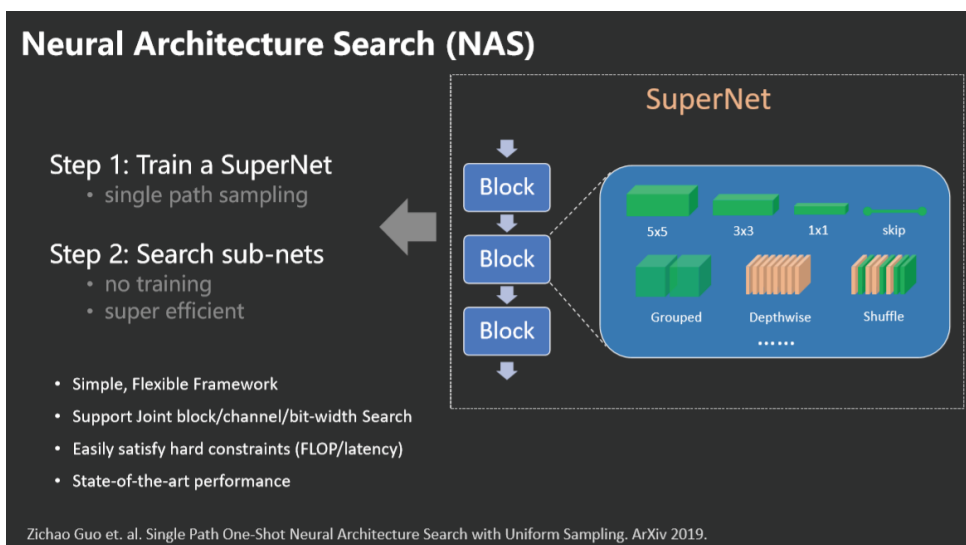 Neural Architecture Search (NAS)
SuperNet
Step 1: Train a SuperNet
• single path sampling
Step 2: Search sub-nets
• no training
• super efficient
Block
Block
Block
5x5 3x3 1x1 skip
Grouped Depthwise Shuffle
......
• Simple, Flexible Framework
• Support Joint block/channel/bit-width Search
• Easily satisfy hard constraints (FLOP/latency)
• State-of-the-art performance
Zichao Guo et. al. Single Path One-Shot Neural Architecture Search with Uniform Sampling. ArXiv 2019.